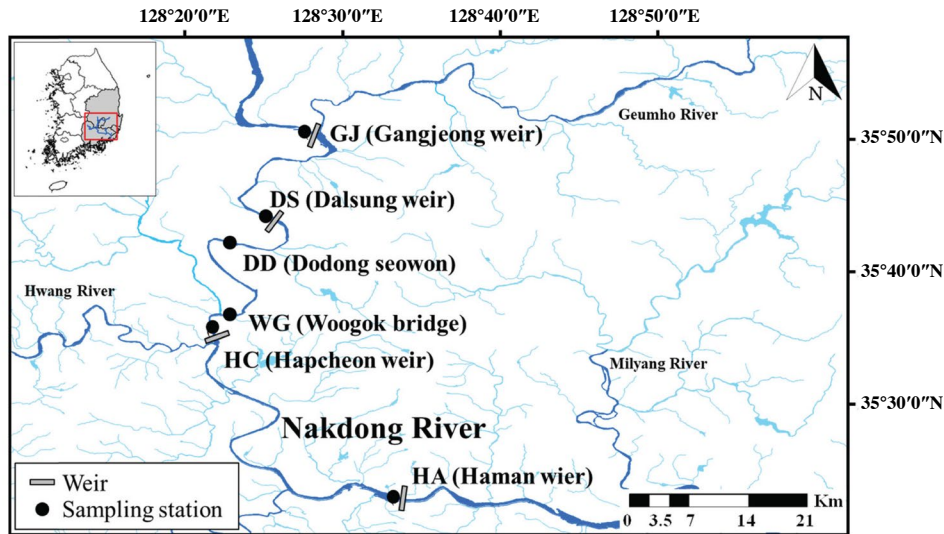 128°20′0″E 128°30′0″E 128°40′0″E 128°50′0″E
N
Geumho River
GJ (Gangjeong weir)
35°50′0″N
DS (Dalsung weir)
DD (Dodong seowon)
35°40′0″N
Hwang River
WG (Woogok bridge)
HC (Hapcheon weir)
Milyang River
35°30′0″N
Nakdong River
HA (Haman wier)
Weir
Sampling station
Km
0 3.5 7 14 21